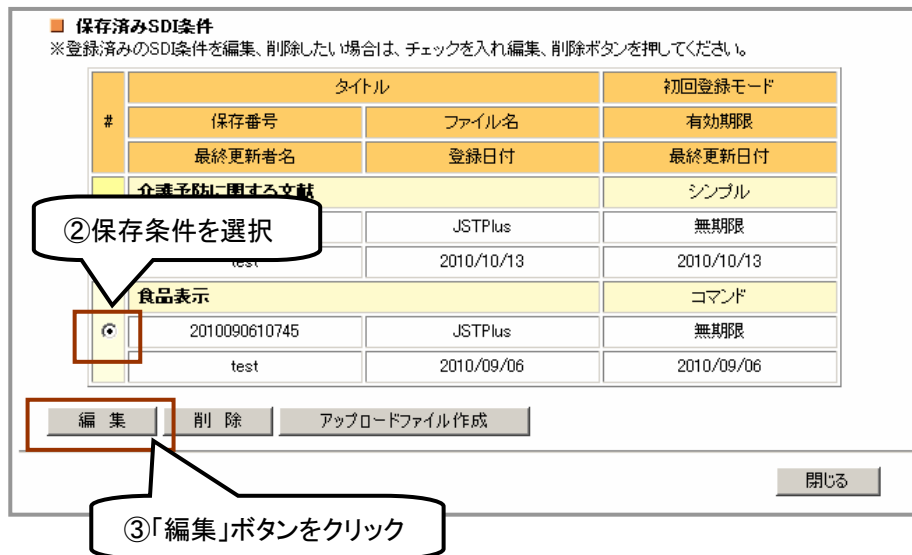 保存済みSDI条件
※登録済みのSDI条件を編集、削除したい場合は、チェックを入れ編集、削除ボタンを押してください。
# タイトル 初回登録モード
保存番号 ファイル名 有効期限
最終更新者名 登録日付 最終更新日付
介護予防に関する文献 シンプル
②保存条件を選択
JSTPlus 無期限
test 2010/10/13 2010/10/13
食品表示 コマンド
2010090610745 JSTPlus 無期限
test 2010/09/06 2010/09/06
編 集 削 除 アップロードファイル作成
閉じる
③「編集」ボタンをクリック